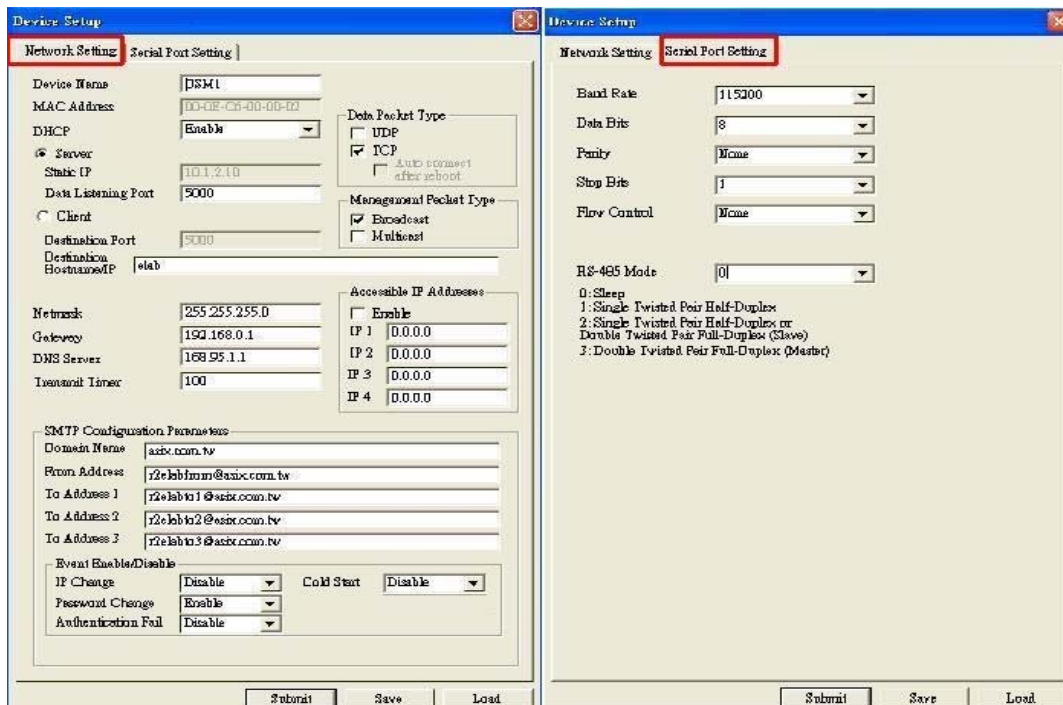 Device Setup
Network Setting
Serial Port Setting
Device Name
DSM1
MAC Address
00-0E-C6-00-00-02
DHCP
Enable
Server
Static IP
10.1.2.10
Data Listening Port
5000
Client
Destination Port
5000
Destination
Hostname/IP
elab
Data Packet Type
UDP
TCP
Auto connect
after reboot
Management Packet Type
Broadcast
Multicast
Netmask
255.255.255.0
Gateway
192.168.0.1
DNS Server
168.95.1.1
Transmit Timer
100
Accessible IP Addresses
Enable
IP 1
0.0.0.0
IP 2
0.0.0.0
IP 3
0.0.0.0
IP 4
0.0.0.0
SMTP Configuration Parameters
Domain Name
asix.com.tw
From Address
r2elabfrom@asix.com.tw
To Address 1
r2elabto1@asix.com.tw
To Address 2
r2elabto2@asix.com.tw
To Address 3
r2elabto3@asix.com.tw
Event Enable/Disable
IP Change
Disable
Cold Start
Disable
Password Change
Enable
Authentication Fail
Disable
Submit
Save
Load
Device Setup
Network Setting
Serial Port Setting
Baud Rate
115200
Data Bits
8
Parity
None
Stop Bits
1
Flow Control
None
RS-485 Mode
0
0: Sleep
1: Single Twisted Pair Half-Duplex
2: Single Twisted Pair Half-Duplex or
Double Twisted Pair Full-Duplex (Slave)
3: Double Twisted Pair Full-Duplex (Master)
Submit
Save
Load